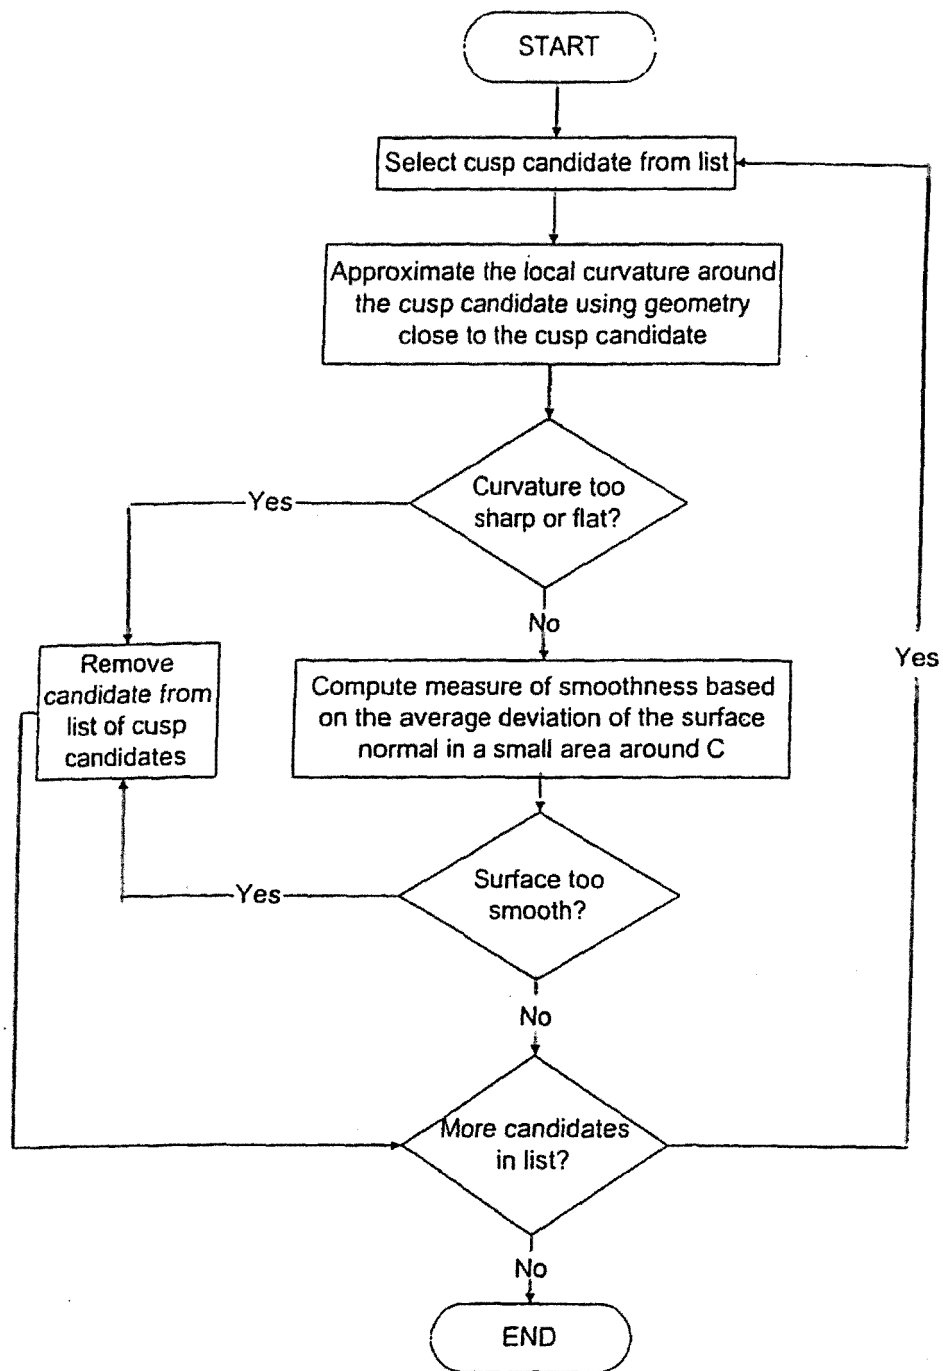 START
Select cusp candidate from list
Approximate the local curvature around
the cusp candidate using geometry
close to the cusp candidate
Curvature too
sharp or flat?
Yes
No
Remove
candidate from
list of cusp
candidates
Compute measure of smoothness based
on the average deviation of the surface
normal in a small area around C
Yes
Surface too
smooth?
Yes
No
More candidates
in list?
No
END